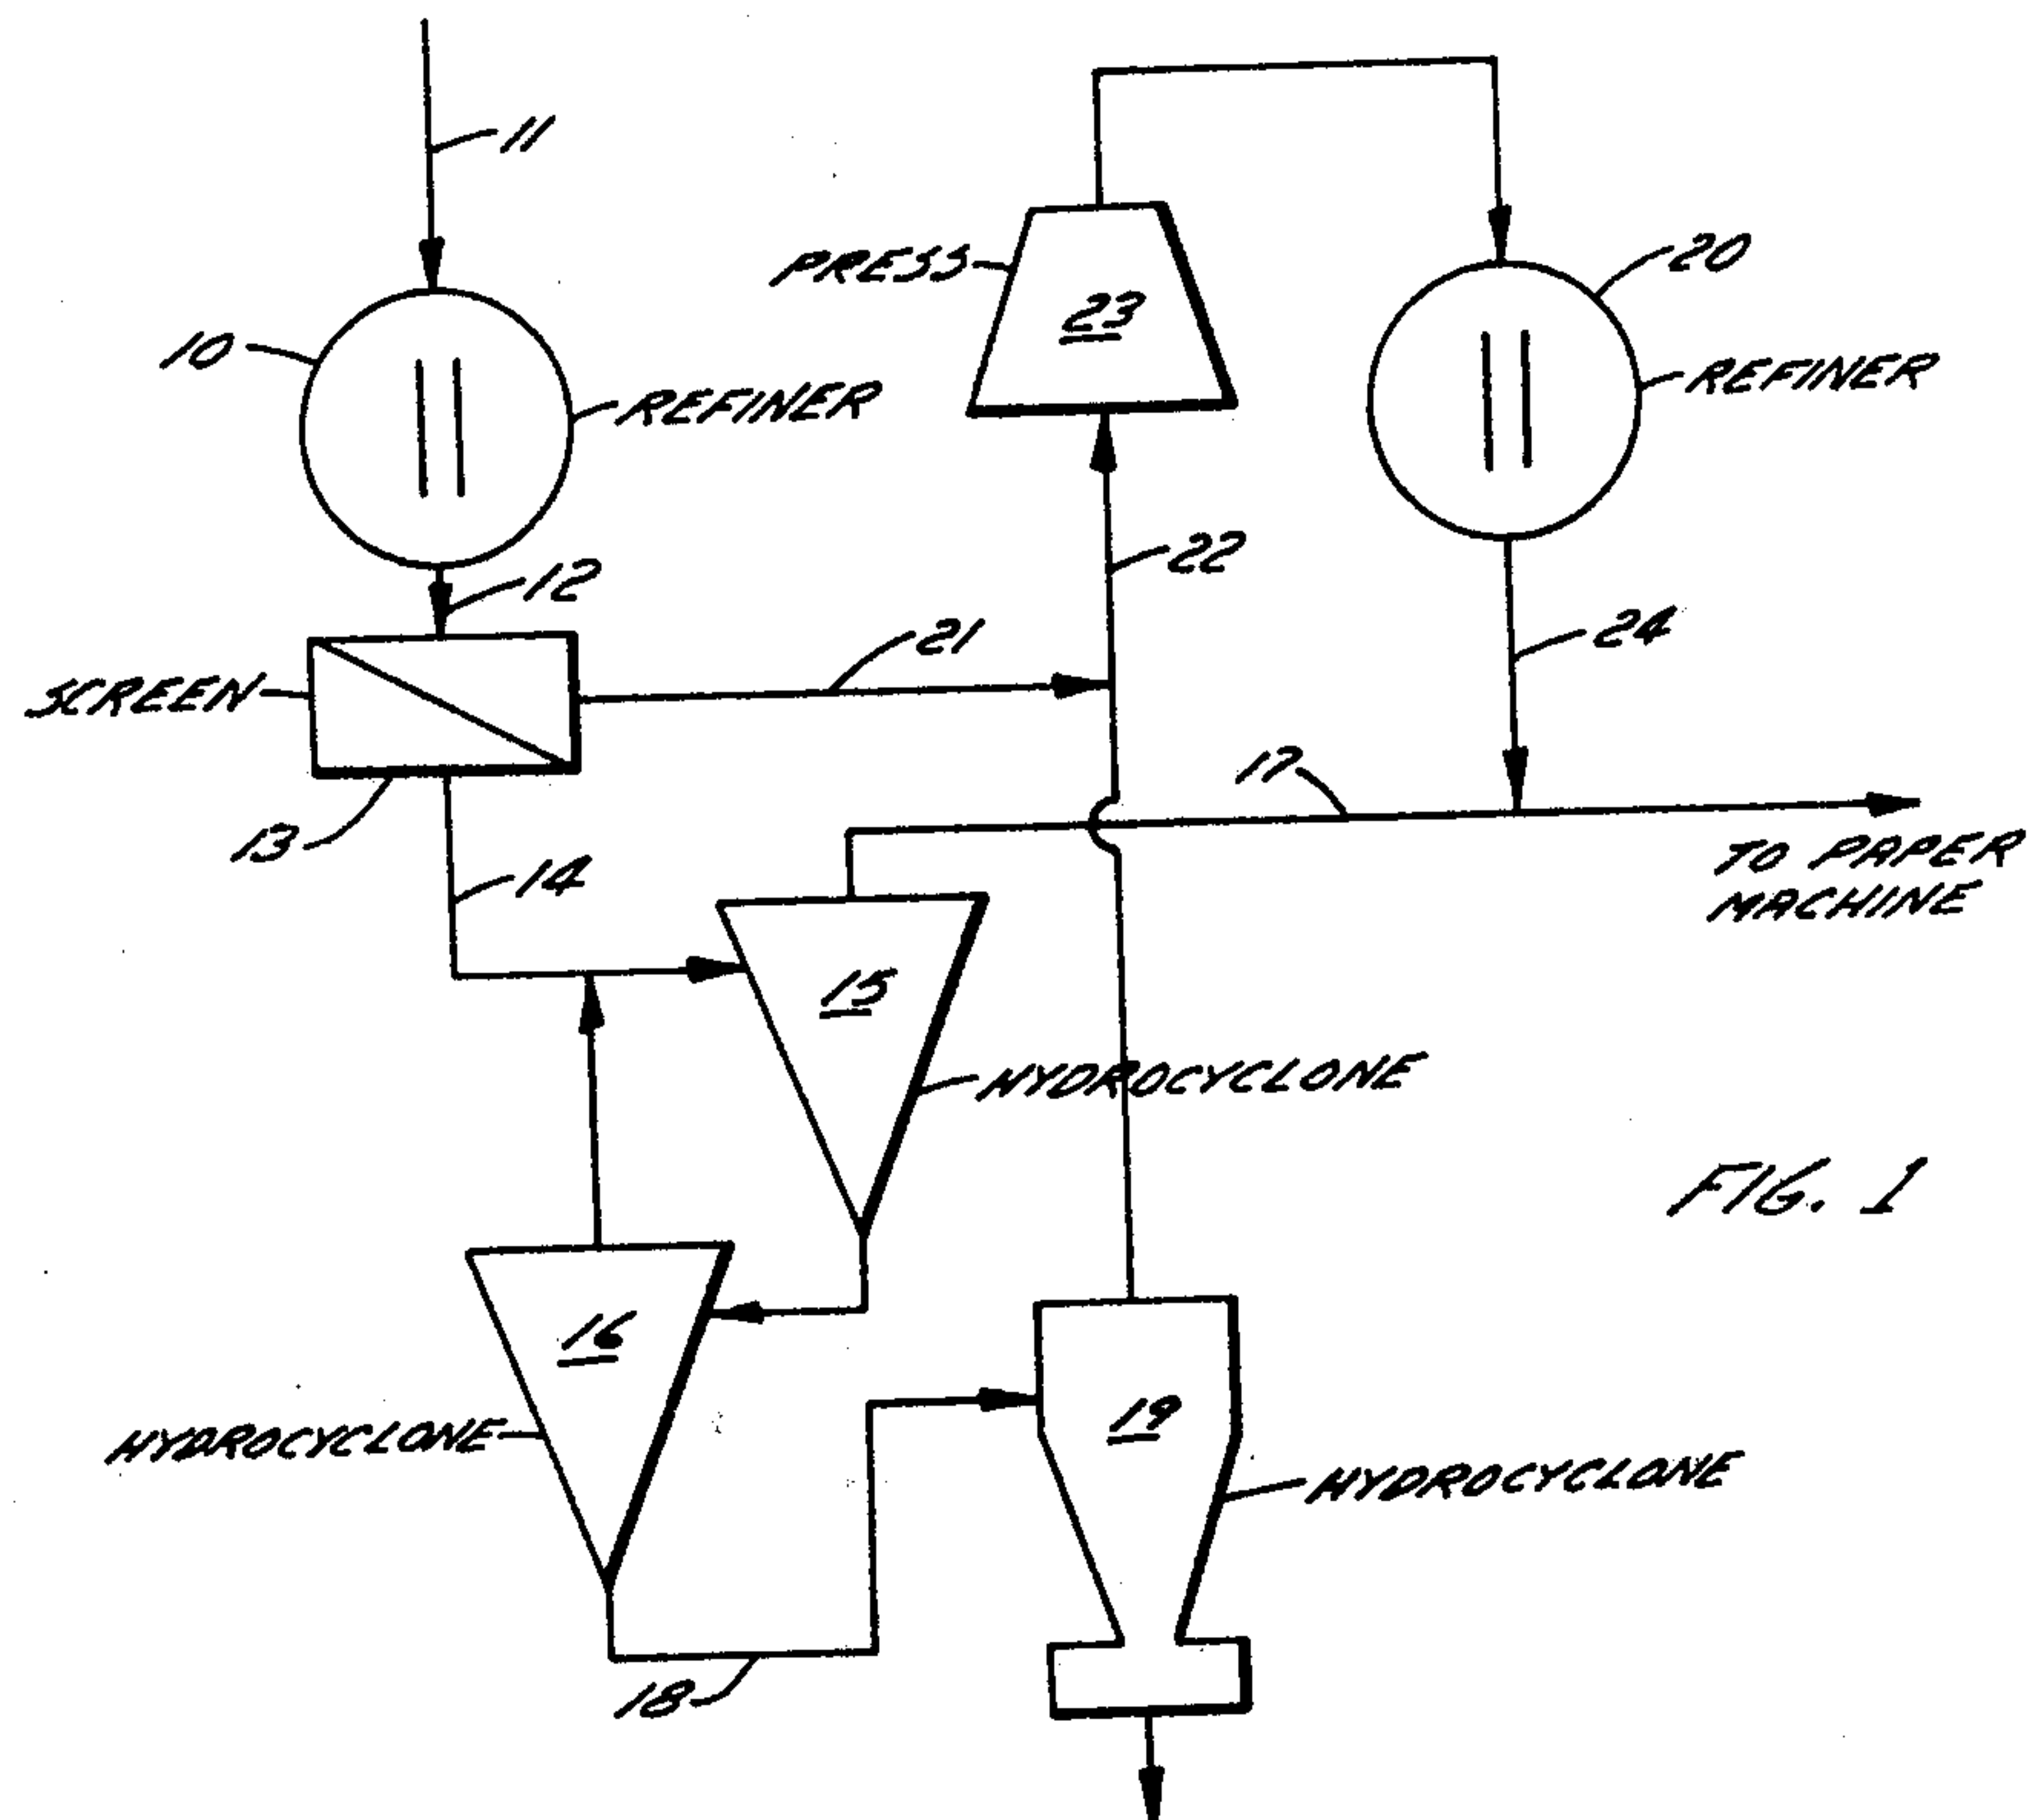 11
PRESS
23
20
10
REFINER
REFINER
12
22
21
24
SCREEN
13
17
14
TO PAPER
MACHINE
15
HYDROCYCLONE
FIG. 1
16
19
HYDROCYCLONE
HYDROCYCLONE
18